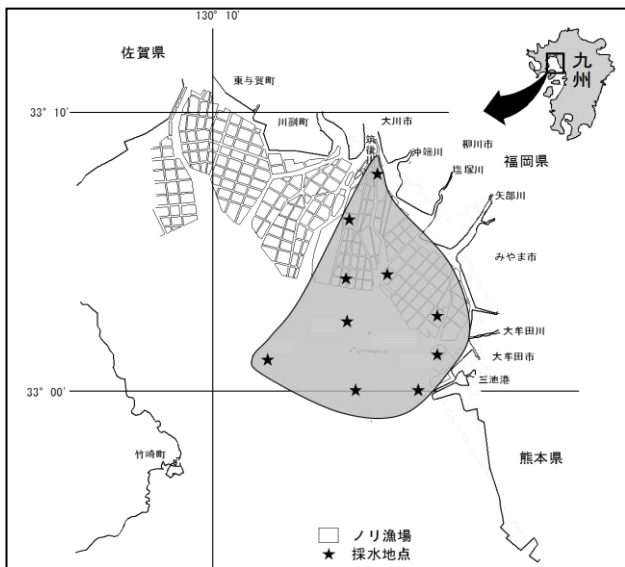 130° 10'
佐賀県
東与賀町
九州
33° 10'
川副町
大川市
筑後川
沖端川
柳川市
塩塚川
福岡県
矢部川
みやま市
大牟田川
大牟田市
三池港
33° 00'
竹崎町
熊本県
ノリ漁場
★ 採水地点